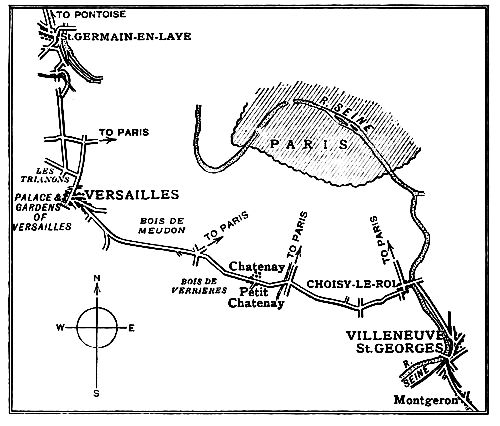 TO PONTOISE
St. GERMAIN-EN-LAYE
R. SEINE
TO PARIS
PARIS
LES
TRIANONS
PALACE &
GARDENS
OF
VERSAILLES
VERSAILLES
BOIS DE
MEUDON
TO PARIS
TO PARIS
TO PARIS
Chatenay
BOIS DE
VERRIERES
Petit
Chatenay
CHOISY-LE-ROI
N
W
E
S
VILLENEUVE
St. GEORGES
R.
SEINE
Montgeron